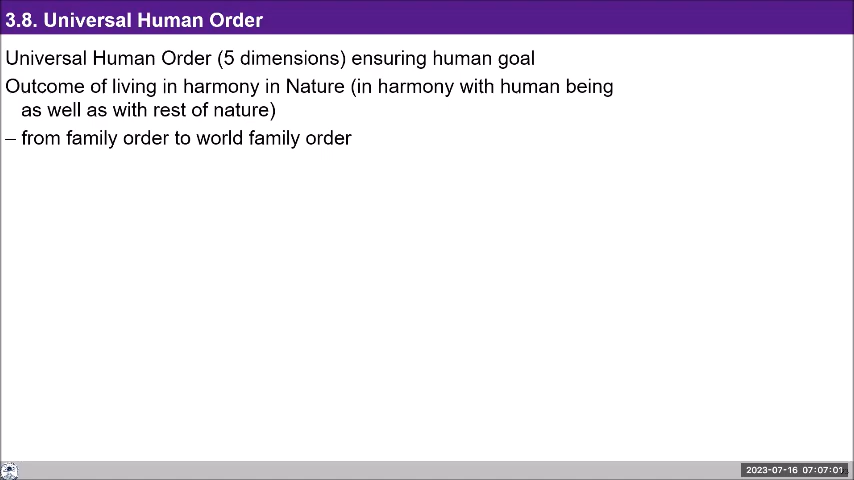 3.8. Universal Human Order
Universal Human Order (5 dimensions) ensuring human goal
Outcome of living in harmony in Nature (in harmony with human being
as well as with rest of nature)
– from family order to world family order
2023-07-16 07:07:01